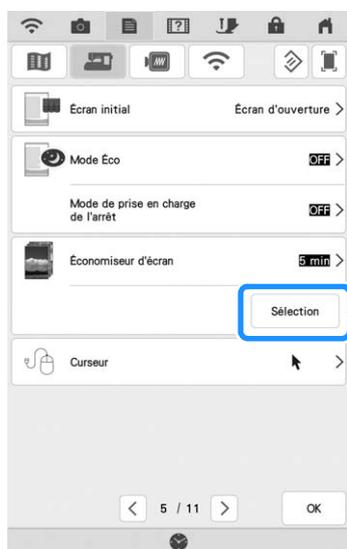 Écran initial
Écran d'ouverture >
Mode Éco
OFF >
Mode de prise en charge
de l'arrêt
OFF >
Économiseur d'écran
5 min >
Sélection
Curseur
>
< 5 / 11 >
OK